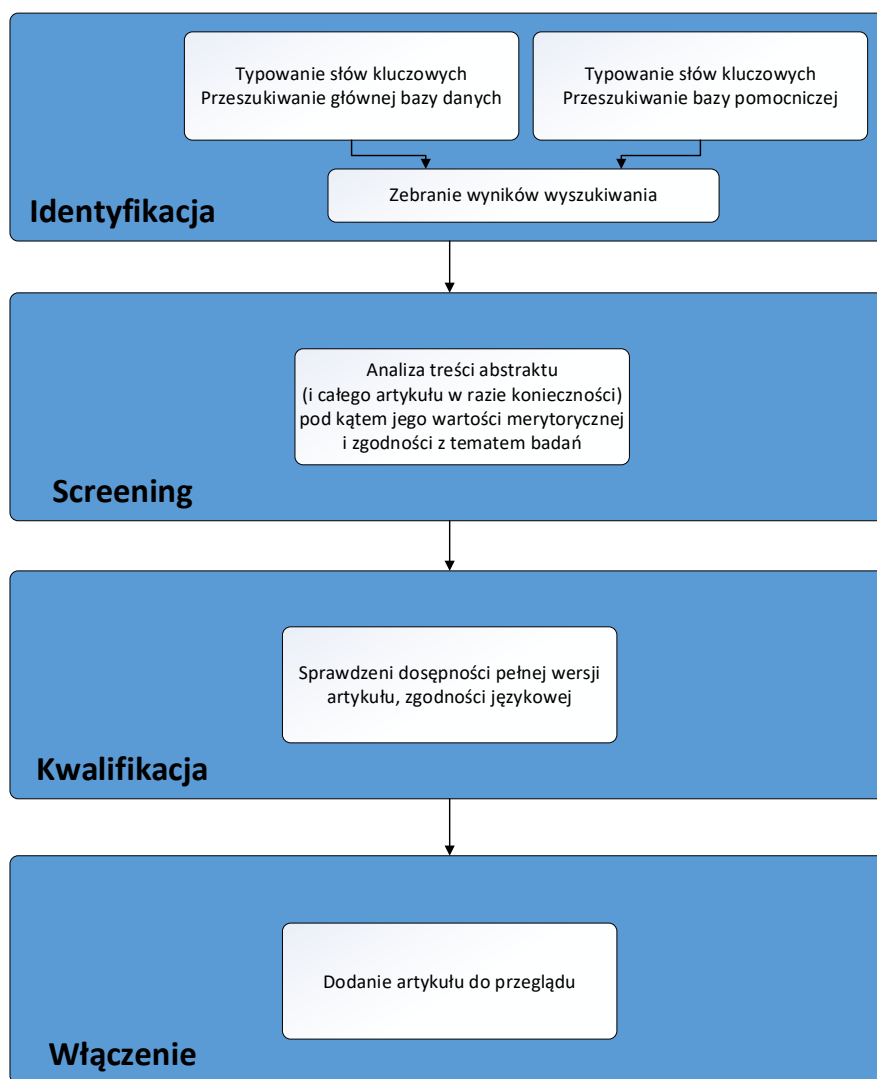 Typowanie słów kluczowych
Przeszukiwanie głównej bazy danych
Typowanie słów kluczowych
Przeszukiwanie bazy pomocniczej
Zebranie wyników wyszukiwania
Identyfikacja
Analiza treści abstraktu
(i całego artykułu w razie konieczności)
pod kątem jego wartości merytorycznej
i zgodności z tematem badań
Screening
Sprawdzeni dosępności pełnej wersji
artykułu, zgodności językowej
Kwalifikacja
Dodanie artykułu do przeglądu
Włączenie